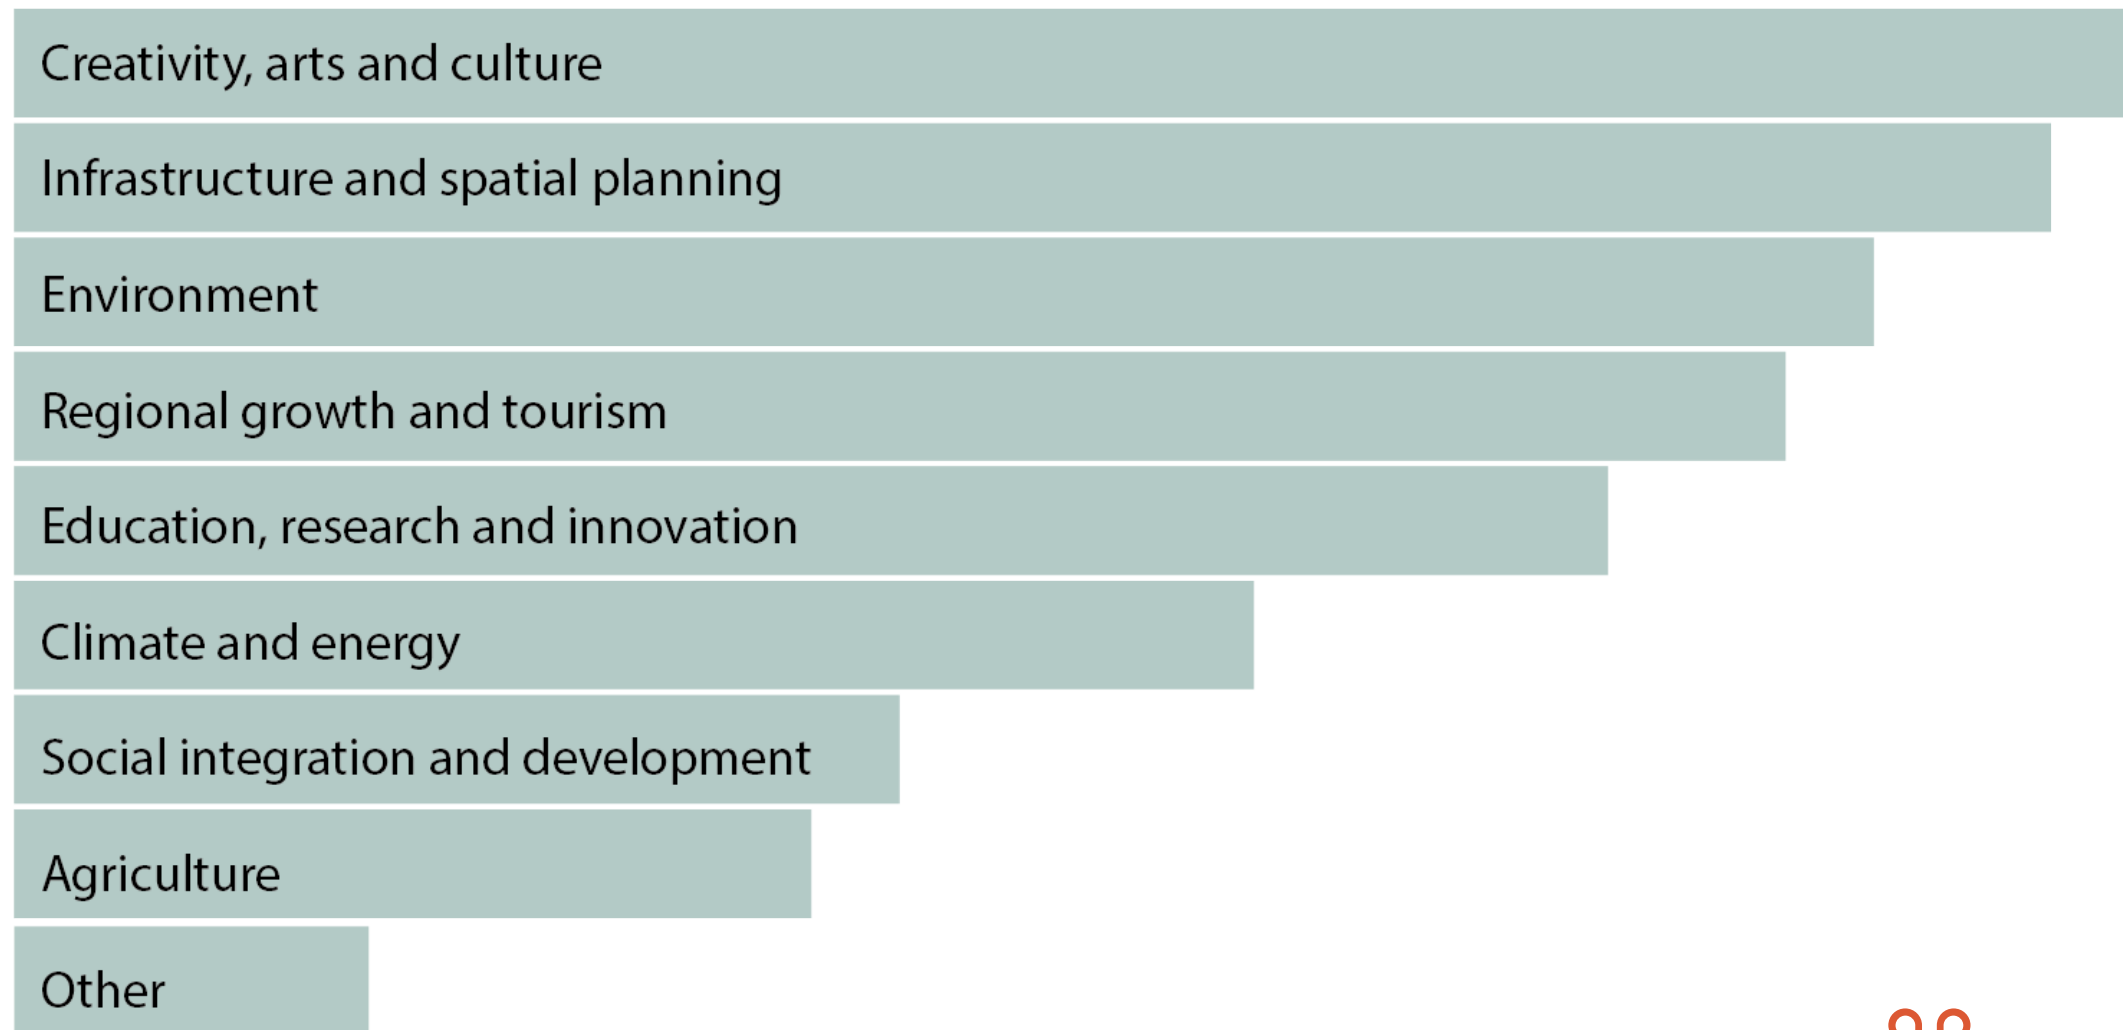 Creativity, arts and culture
Infrastructure and spatial planning
Environment
Regional growth and tourism
Education, research and innovation
Climate and energy
Social integration and development
Agriculture
Other